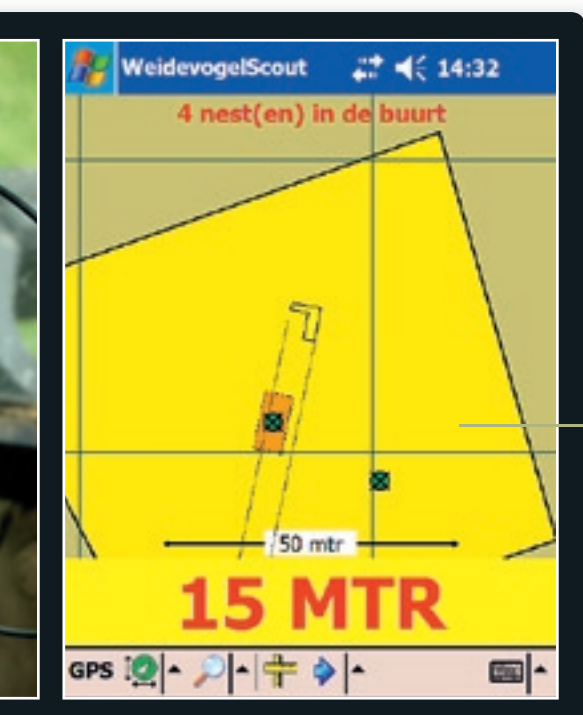 WeidevogelScout 14:32
4 nest(en) in de buurt
50 mtr
15 MTR
GPS